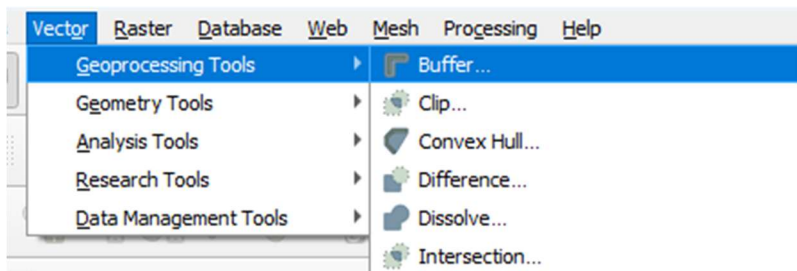 Vector Raster Database Web Mesh Processing Help
Geoprocessing Tools
Geometry Tools
Analysis Tools
Research Tools
Data Management Tools
Buffer...
Clip...
Convex Hull...
Difference...
Dissolve...
Intersection...